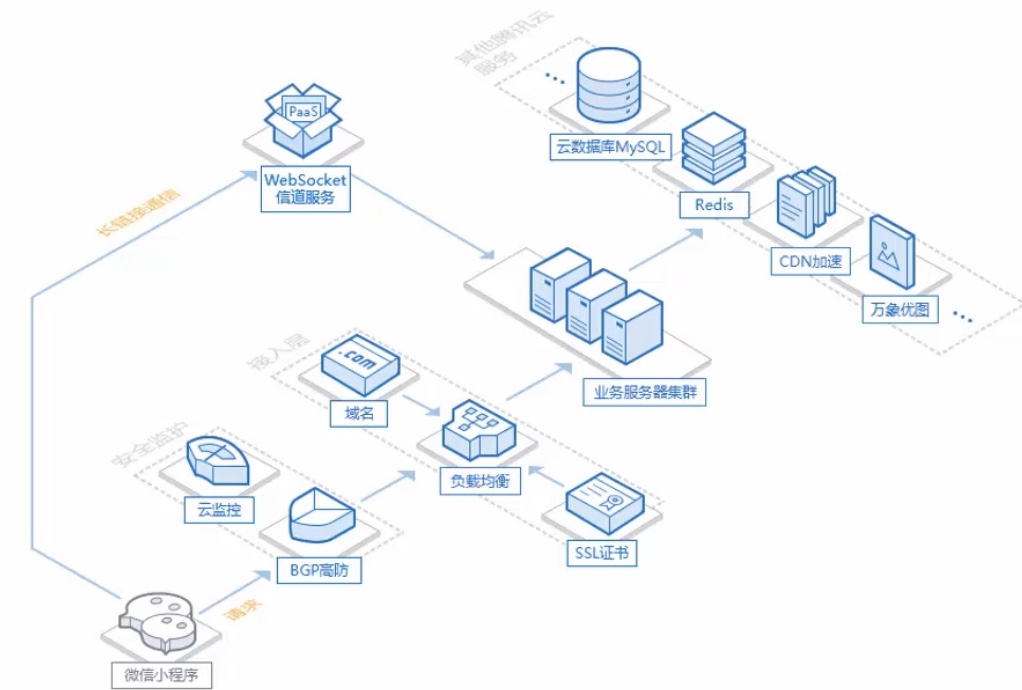 其他腾讯云
服务
云数据库MySQL
PaaS
WebSocket
信道服务
Redis
长链接通信
CDN加速
万象优图
接入层
.com
业务服务器集群
域名
安全监护
负载均衡
云监控
SSL证书
BGP高防
请求
微信小程序